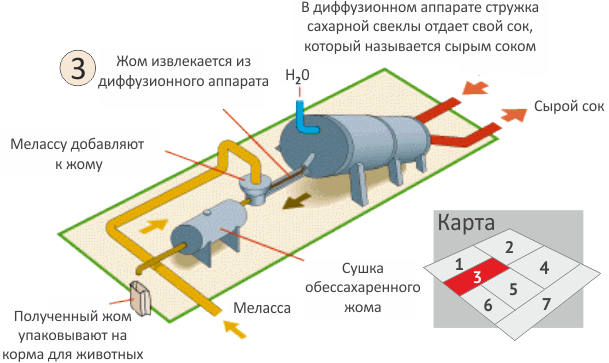 В диффузионном аппарате стружка
сахарной свеклы отдает свой сок,
который называется сырым соком
3
Жом извлекается из
диффузионного аппарата
H2O
Сырой сок
Мелассу добавляют
к жому
Карта
1
2
3
4
5
6
7
Сушка
обессахаренного
жома
Меласса
Полученный жом
упаковывают на
корма для животных